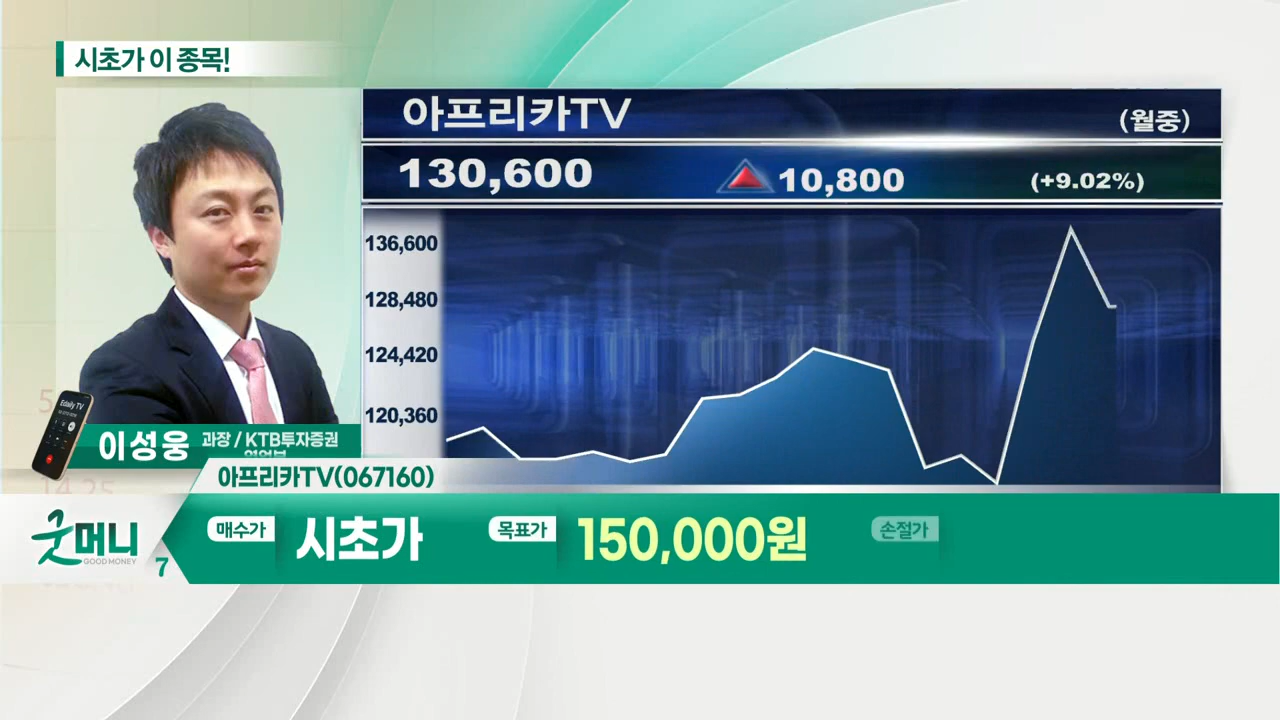 시초가 이 종목!
아프리카TV
(월중)
130,600
▲ 10,800
(+9.02%)
136,600
128,480
124,420
120,360
Edaily TV
이성웅 과장 / KTB투자증권
아프리카TV(067160)
굿머니
GOOD MONEY
7
매수가 시초가
목표가 150,000원
손절가